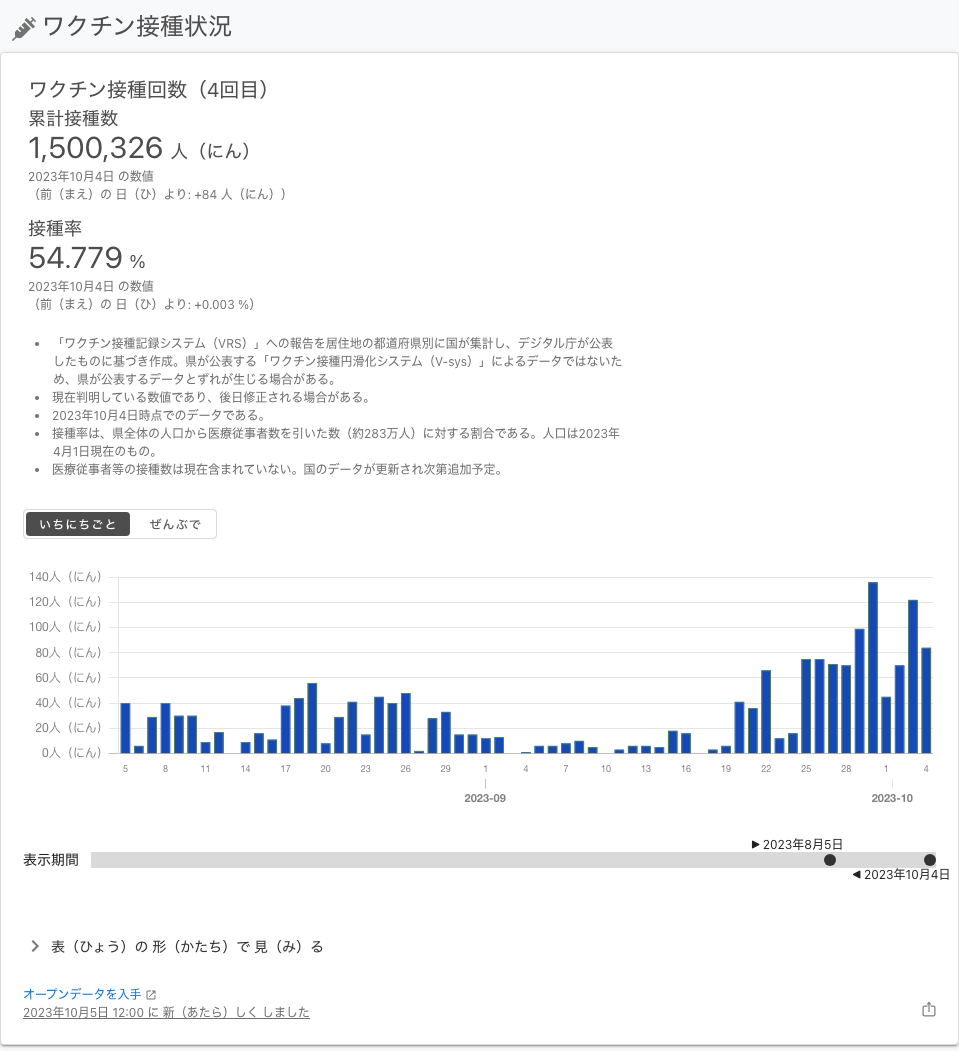 ワクチン接種状況
ワクチン接種回数（4回目）
累計接種数
1,500,326 人（にん）
2023年10月4日 の数値
（前（まえ）の 日（ひ）より: +84 人（にん））
接種率
54.779 %
2023年10月4日 の数値
（前（まえ）の 日（ひ）より: +0.003 %）
• 「ワクチン接種記録システム（VRS）」への報告を居住地の都道府県別に国が集計し、デジタル庁が公表
したものに基づき作成。県が公表する「ワクチン接種円滑化システム（V-sys）」によるデータではないた
め、県が公表するデータとずれが生じる場合がある。
• 現在判明している数値であり、後日修正される場合がある。
• 2023年10月4日時点でのデータである。
• 接種率は、県全体の人口から医療従事者数を引いた数（約283万人）に対する割合である。人口は2023年
4月1日現在のもの。
• 医療従事者等の接種数は現在含まれていない。国のデータが更新され次第追加予定。
いちにちごと ぜんぶで
140人（にん）
120人（にん）
100人（にん）
80人（にん）
60人（にん）
40人（にん）
20人（にん）
0人（にん）
5 8 11 14 17 20 23 26 29 1 4 7 10 13 16 19 22 25 28 1 4
2023-09 2023-10
▶ 2023年8月5日
表示期間
◀ 2023年10月4日
表（ひょう）の 形（かたち）で 見（み）る
オープンデータを入手
2023年10月5日 12:00 に 新（あたら）しく しました